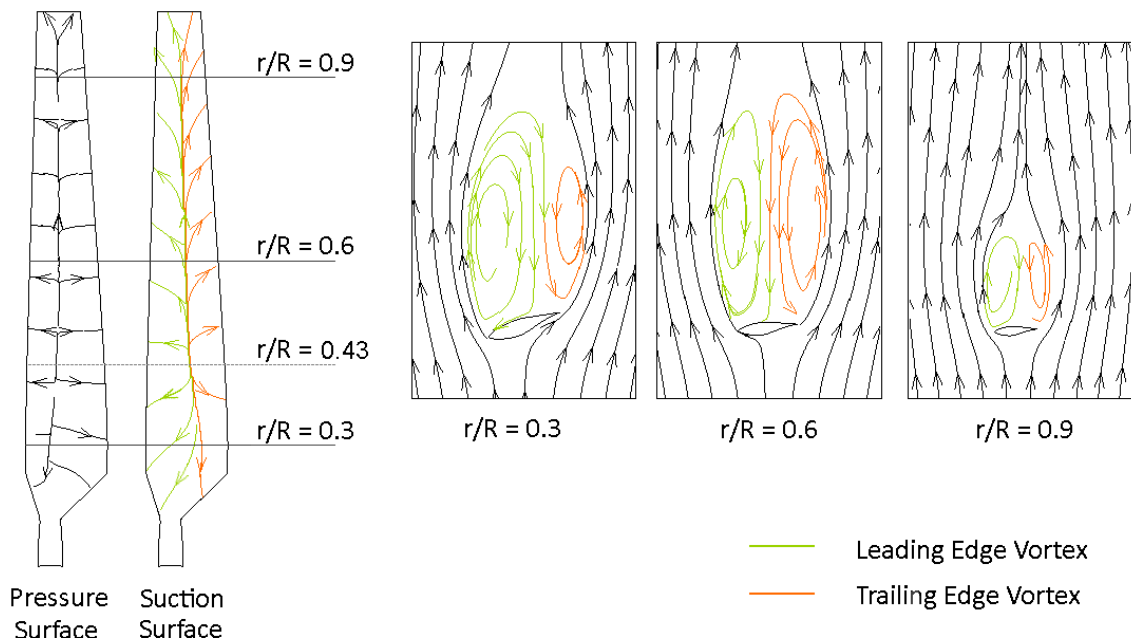 r/R = 0.9
r/R = 0.6
r/R = 0.43
r/R = 0.3
Pressure
Surface
Suction
Surface
r/R = 0.3
r/R = 0.6
r/R = 0.9
Leading Edge Vortex
Trailing Edge Vortex